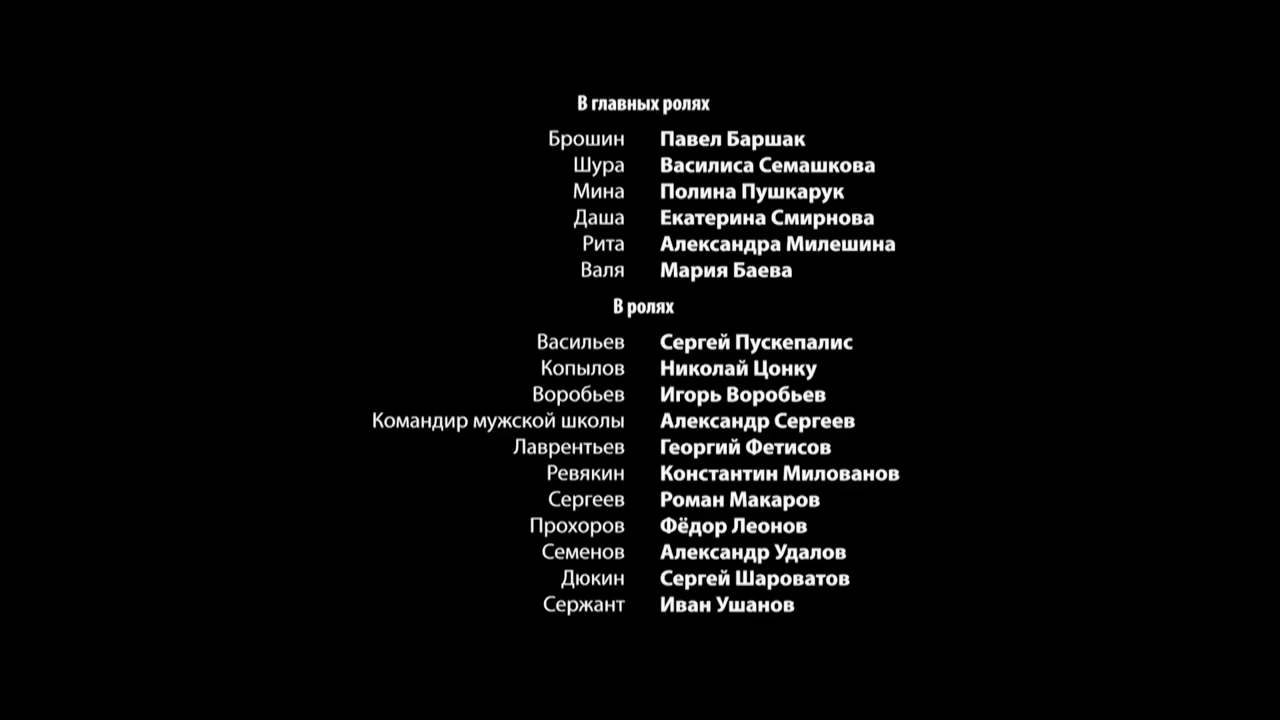 В главных ролях
Брошин Павел Баршак
Шура Василиса Семашкова
Мина Полина Пушкарук
Даша Екатерина Смирнова
Рита Александра Милешина
Валя Мария Баева
В ролях
Васильев Сергей Пускепалис
Копылов Николай Цонку
Воробьев Игорь Воробьев
Командир мужской школы Александр Сергеев
Лаврентьев Георгий Фетисов
Ревякин Константин Милованов
Сергеев Роман Макаров
Прохоров Фёдор Леонов
Семенов Александр Удалов
Дюкин Сергей Шароватов
Сержант Иван Ушанов